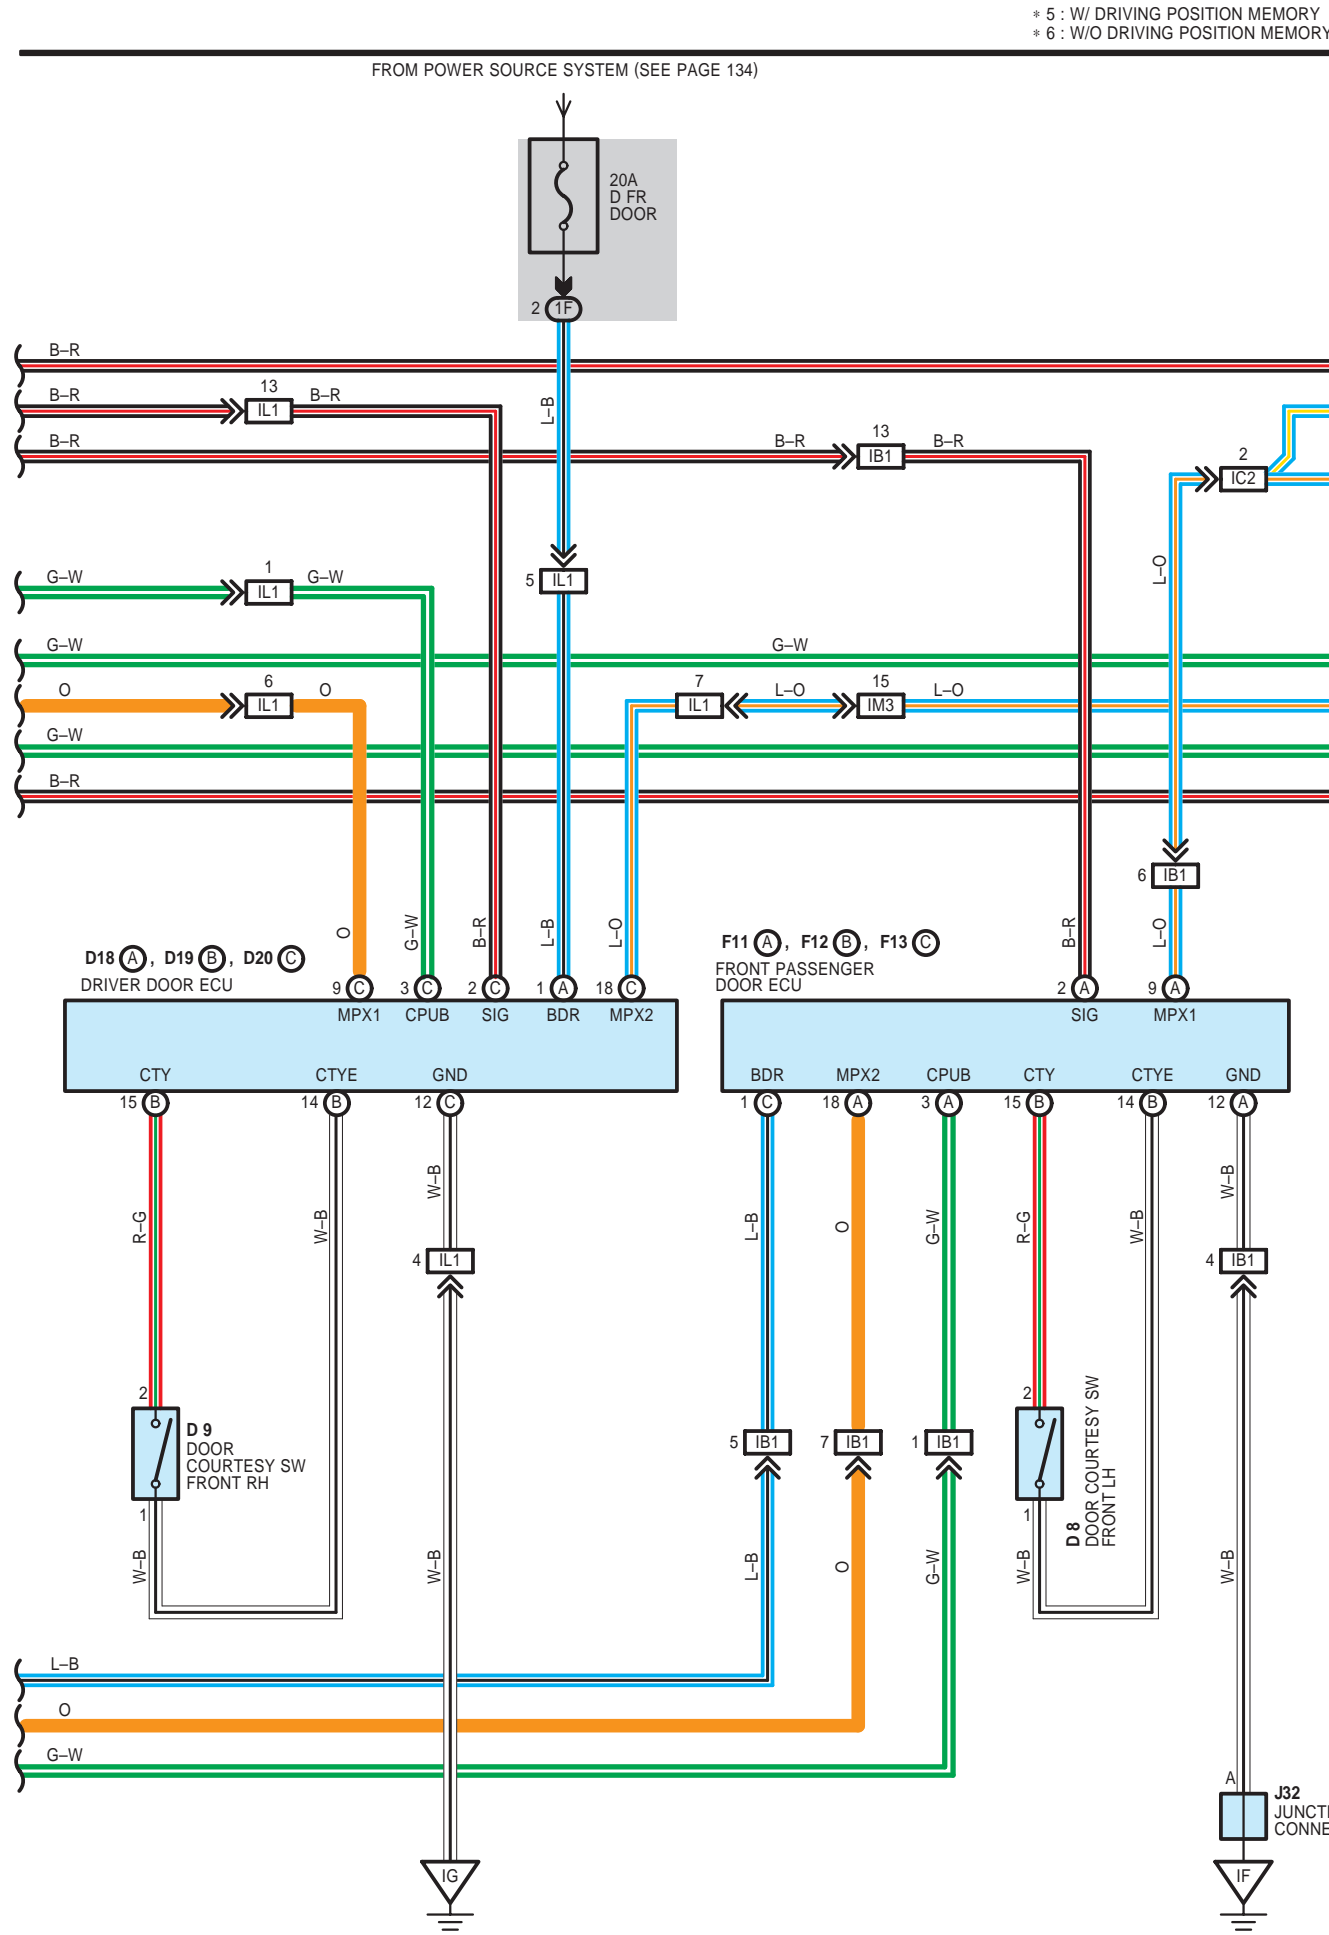 * 5 : W/ DRIVING POSITION MEMORY
* 6 : W/O DRIVING POSITION MEMORY
FROM POWER SOURCE SYSTEM (SEE PAGE 134)
20A
D FR
DOOR
2 1F
B–R
B–R 13 IL1 B–R
L–B
B–R B–R 13 IB1 B–R
2 IC2
L–O
G–W 1 IL1 G–W
5 IL1
G–W G–W
O 6 IL1 O
7 IL1 L–O 15 IM3 L–O
G–W
B–R
6 IB1
O G–W B–R L–B L–O
B–R L–O
D18 A , D19 B , D20 C
DRIVER DOOR ECU
F11 A , F12 B , F13 C
FRONT PASSENGER
DOOR ECU
9 C 3 C 2 C 1 A 18 C
2 A 9 A
MPX1 CPUB SIG BDR MPX2
SIG MPX1
CTY CTYE GND
BDR MPX2 CPUB CTY CTYE GND
15 B 14 B 12 C
1 C 18 A 3 A 15 B 14 B 12 A
R–G W–B W–B
L–B O G–W R–G W–B W–B
4 IL1
4 IB1
2
D 9
DOOR
COURTESY SW
FRONT RH
1
5 IB1 7 IB1 1 IB1
2
D 8
DOOR COURTESY SW
FRONT LH
1
W–B W–B
L–B O G–W W–B W–B
L–B
O
G–W
A
J32
JUNCTI
CONNE
IG
IF